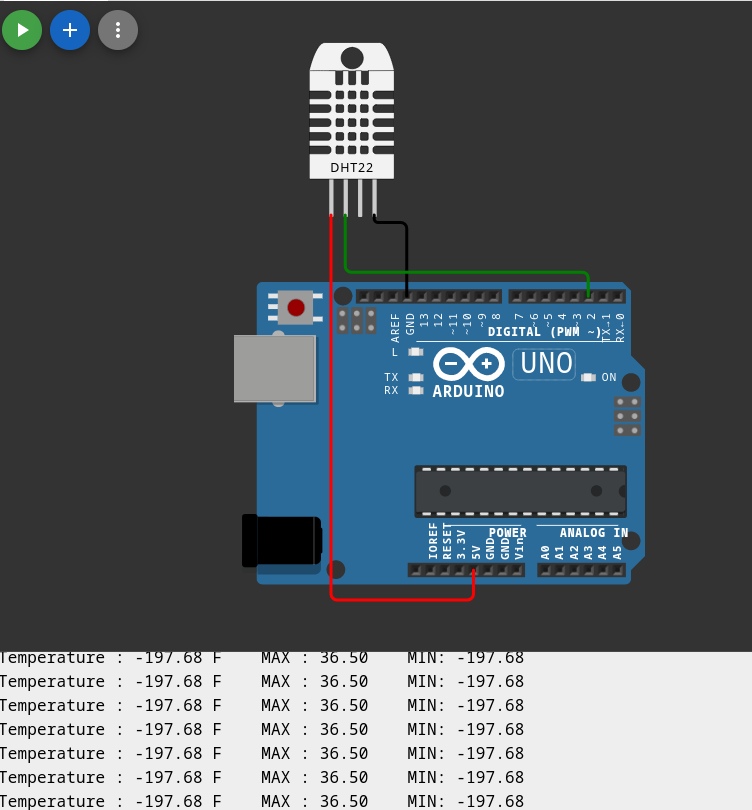 DHT22
AREF
GND
13
12
~11
~10
~9
8
7
~6
~5
4
~3
2
TX→1
RX←0
DIGITAL (PWM ~)
L
TX
RX
UNO
ON
ARDUINO
IOREF
RESET
3.3V
5V
GND
GND
Vin
POWER
ANALOG IN
A0
A1
A2
A3
A4
A5
Temperature : -197.68 F    MAX : 36.50    MIN: -197.68
Temperature : -197.68 F    MAX : 36.50    MIN: -197.68
Temperature : -197.68 F    MAX : 36.50    MIN: -197.68
Temperature : -197.68 F    MAX : 36.50    MIN: -197.68
Temperature : -197.68 F    MAX : 36.50    MIN: -197.68
Temperature : -197.68 F    MAX : 36.50    MIN: -197.68
Temperature : -197.68 F    MAX : 36.50    MIN: -197.68